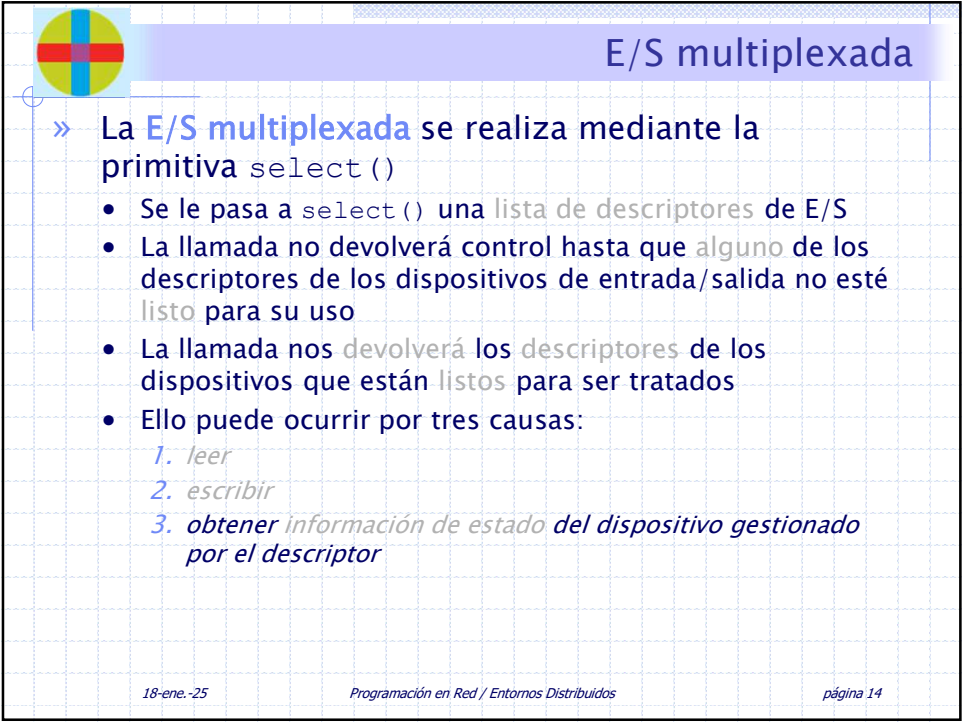 E/S multiplexada
» La E/S multiplexada se realiza mediante la
primitiva select()
• Se le pasa a select() una lista de descriptores de E/S
• La llamada no devolverá control hasta que alguno de los
descriptores de los dispositivos de entrada/salida no esté
listo para su uso
• La llamada nos devolverá los descriptores de los
dispositivos que están listos para ser tratados
• Ello puede ocurrir por tres causas:
1. leer
2. escribir
3. obtener información de estado del dispositivo gestionado
por el descriptor
18-ene.-25 Programación en Red / Entornos Distribuidos página 14